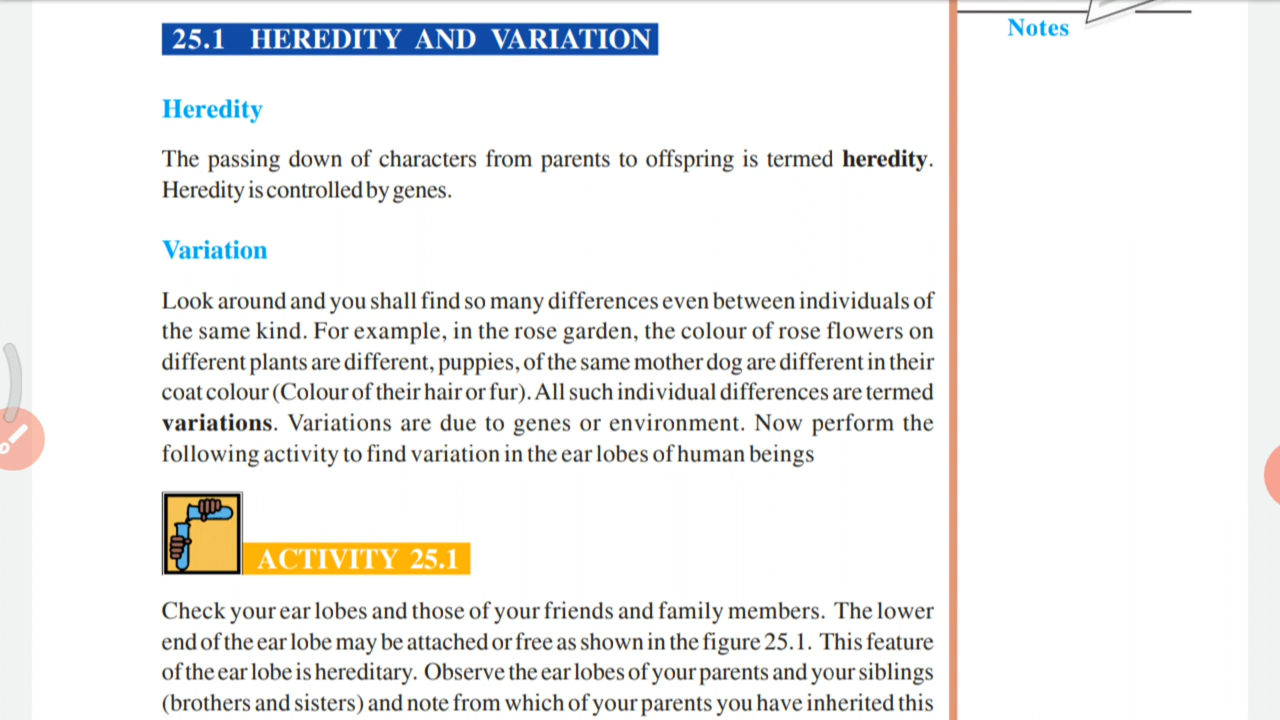 25.1 HEREDITY AND VARIATION
Notes
Heredity
The passing down of characters from parents to offspring is termed heredity.
Heredity is controlled by genes.
Variation
Look around and you shall find so many differences even between individuals of
the same kind. For example, in the rose garden, the colour of rose flowers on
different plants are different, puppies, of the same mother dog are different in their
coat colour (Colour of their hair or fur). All such individual differences are termed
variations. Variations are due to genes or environment. Now perform the
following activity to find variation in the ear lobes of human beings
ACTIVITY 25.1
Check your ear lobes and those of your friends and family members. The lower
end of the ear lobe may be attached or free as shown in the figure 25.1. This feature
of the ear lobe is hereditary. Observe the ear lobes of your parents and your siblings
(brothers and sisters) and note from which of your parents you have inherited this